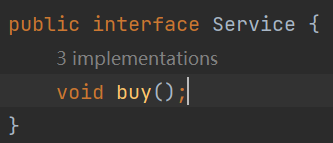 public interface Service {
3 implementations
void buy();
}